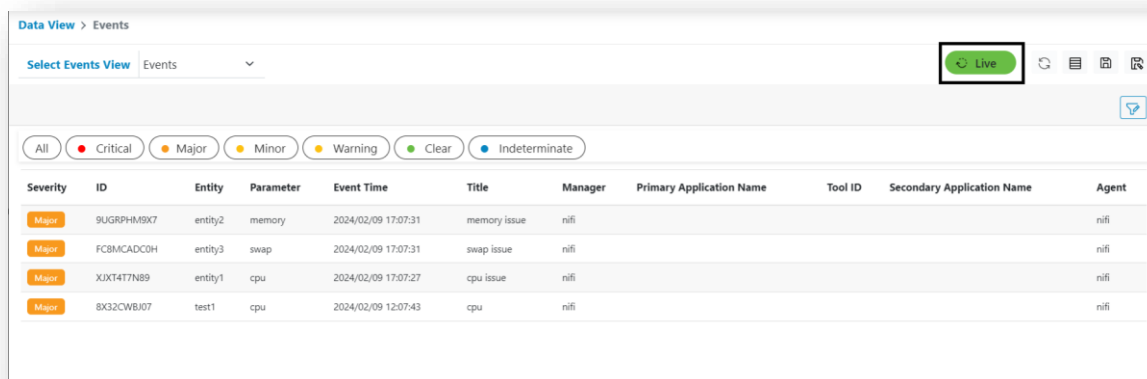 Data View > Events
Select Events View Events Live
All Critical Major Minor Warning Clear Indeterminate
Severity ID Entity Parameter Event Time Title Manager Primary Application Name Tool ID Secondary Application Name Agent
Major 9UGRPHM9X7 entity2 memory 2024/02/09 17:07:31 memory issue nifi nifi
Major FC8MCADC0H entity3 swap 2024/02/09 17:07:31 swap issue nifi nifi
Major XJXT4T7N89 entity1 cpu 2024/02/09 17:07:27 cpu issue nifi nifi
Major 8X32CWBJ07 test1 cpu 2024/02/09 12:07:43 cpu nifi nifi